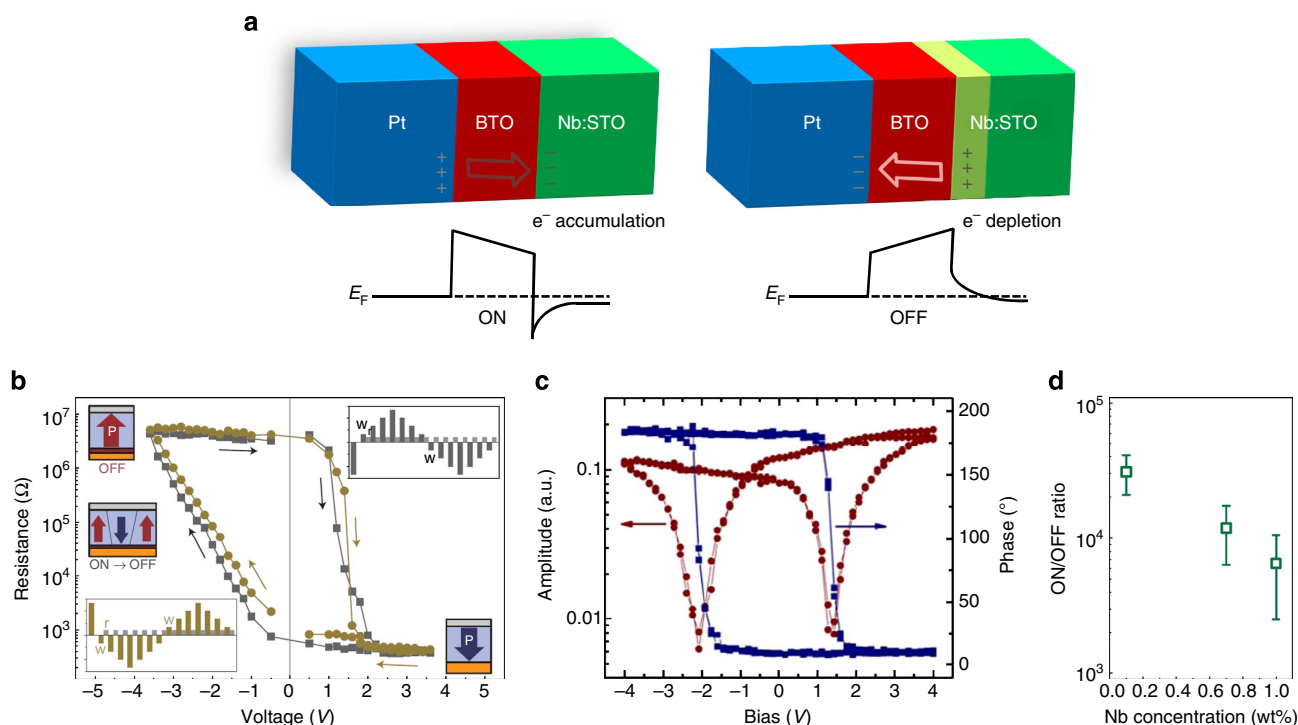 a
Pt
BTO
Nb:STO
+
+
+
−
−
−
e− accumulation
EF
ON
Pt
BTO
Nb:STO
−
−
−
+
+
+
e− depletion
EF
OFF
b
Resistance (Ω)
10⁷
10⁶
10⁵
10⁴
10³
P
OFF
ON → OFF
r
w
w
w
r
w
P
−5 −4 −3 −2 −1 0 1 2 3 4 5
Voltage (V)
c
Amplitude (a.u.)
0.1
0.01
200
150
100
50
0
Phase (°)
−4 −3 −2 −1 0 1 2 3 4
Bias (V)
d
ON/OFF ratio
10⁵
10⁴
10³
0.0 0.2 0.4 0.6 0.8 1.0
Nb concentration (wt%)